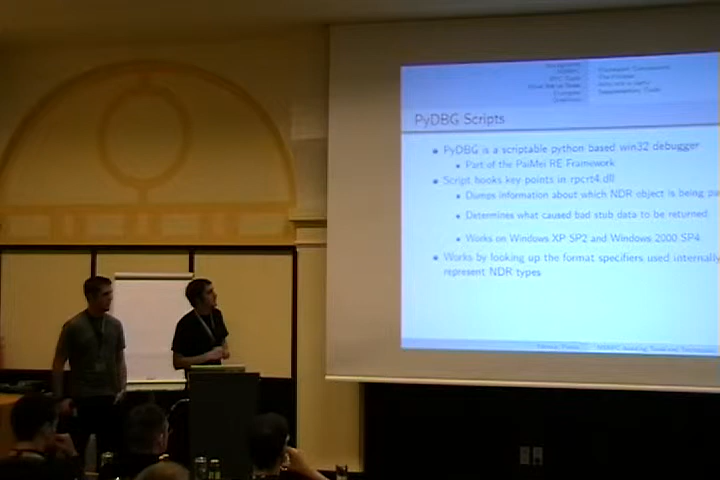 PyDBG Scripts
PyDBG is a scriptable python based win32 debugger
Part of the PaiMei RE Framework
Script hooks key points in rpcrt4.dll
Dumps information about which NDR object is being
Determines what caused bad stub data to be returned
Works on Windows XP SP2 and Windows 2000 SP4
Works by looking up the format specifiers used internally
represent NDR types